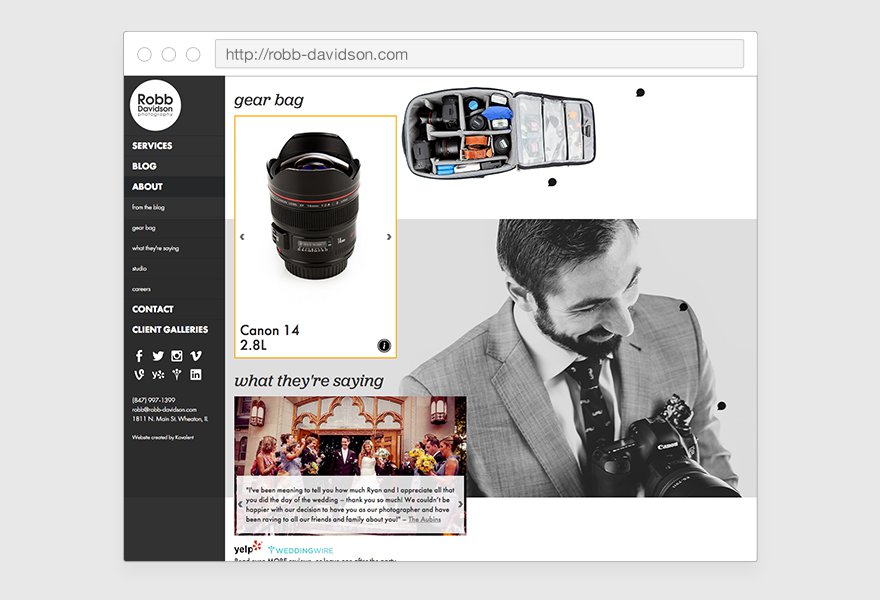 http://robb-davidson.com
Robb
Davidson
photography
SERVICES
BLOG
ABOUT
from the blog
gear bag
what they're saying
studio
careers
CONTACT
CLIENT GALLERIES
(847) 997-1399
robb@robb-davidson.com
1811 N. Main St. Wheaton, IL
Website created by Kovalent
gear bag
Canon 14
2.8L
what they're saying
"I've been meaning to tell you how much Ryan and I appreciate all that
you did the day of the wedding – thank you so much! We couldn't be
happier with our decision to have you as our photographer and have
been raving to all our friends and family about you!" – The Aubins
yelp
WEDDINGWIRE
Canon